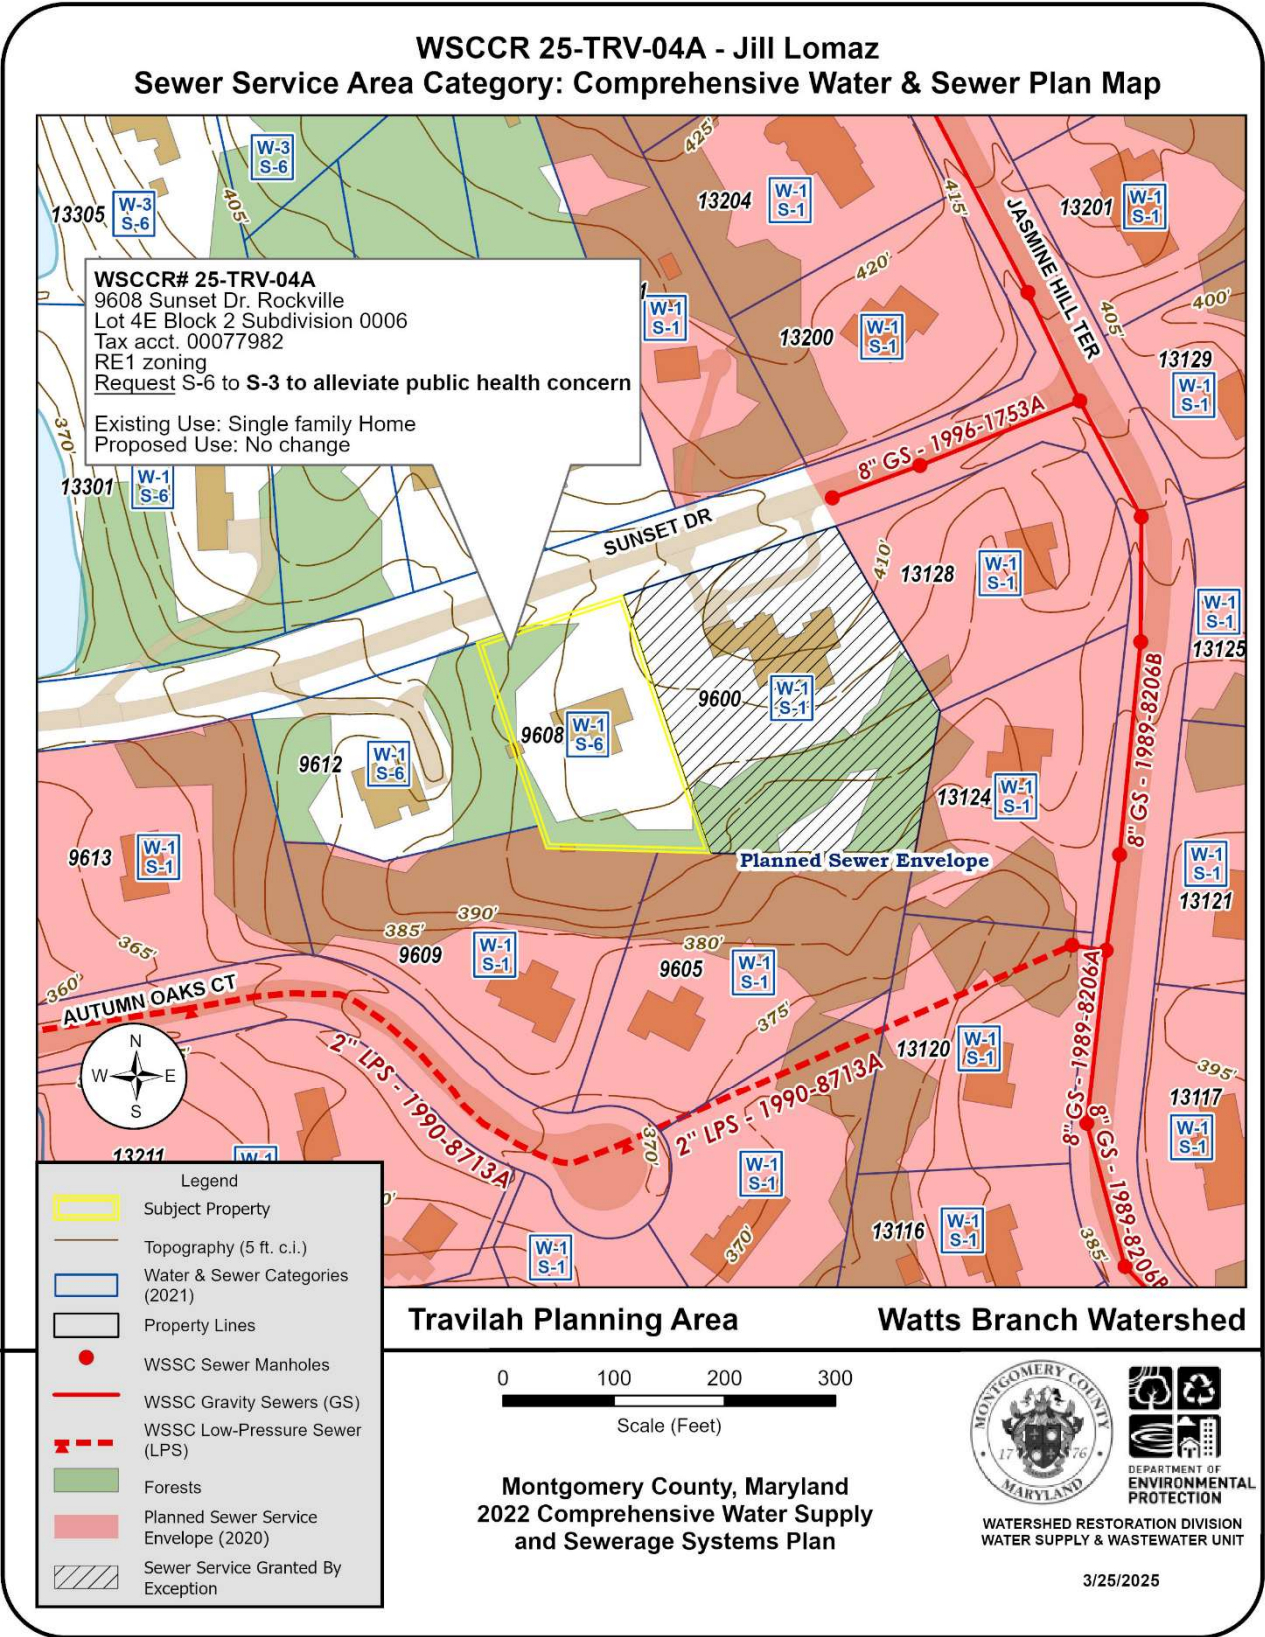 WSCCR 25-TRV-04A - Jill Lomaz
Sewer Service Area Category: Comprehensive Water & Sewer Plan Map
W-3
S-6
425'
13305
W-3
S-6
405'
13204
W-1
S-1
415'
JASMINE HILL TER
13201
W-1
S-1
WSCCR# 25-TRV-04A
9608 Sunset Dr. Rockville
Lot 4E Block 2 Subdivision 0006
Tax acct. 00077982
RE1 zoning
Request S-6 to S-3 to alleviate public health concern
Existing Use: Single family Home
Proposed Use: No change
1
W-1
S-1
420'
13200
W-1
S-1
405'
400'
13129
W-1
S-1
370'
13301
W-1
S-6
8" GS - 1996-1753A
SUNSET DR
410'
13128
W-1
S-1
W-1
S-1
13125
9600
W-1
S-1
9608
W-1
S-6
9612
W-1
S-6
8" GS - 1989-8206B
13124
W-1
S-1
9613
W-1
S-1
Planned Sewer Envelope
W-1
S-1
13121
390'
385'
9609
W-1
S-1
380'
9605
W-1
S-1
365'
360'
AUTUMN OAKS CT
375'
8" GS - 1989-8206A
13120
W-1
S-1
395'
13117
W-1
S-1
N
W
E
S
2" LPS - 1990-8713A
2" LPS - 1990-8713A
370'
8" GS - 1989-8206B
13211
W-1
W-1
S-1
0'
W-1
S-1
370'
13116
W-1
S-1
385'
Legend
Subject Property
Topography (5 ft. c.i.)
Water & Sewer Categories
(2021)
Property Lines
WSSC Sewer Manholes
WSSC Gravity Sewers (GS)
WSSC Low-Pressure Sewer
(LPS)
Forests
Planned Sewer Service
Envelope (2020)
Sewer Service Granted By
Exception
Travilah Planning Area
Watts Branch Watershed
0 100 200 300
Scale (Feet)
Montgomery County, Maryland
2022 Comprehensive Water Supply
and Sewerage Systems Plan
MONTGOMERY COUNTY
17 76
MARYLAND
DEPARTMENT OF
ENVIRONMENTAL
PROTECTION
WATERSHED RESTORATION DIVISION
WATER SUPPLY & WASTEWATER UNIT
3/25/2025